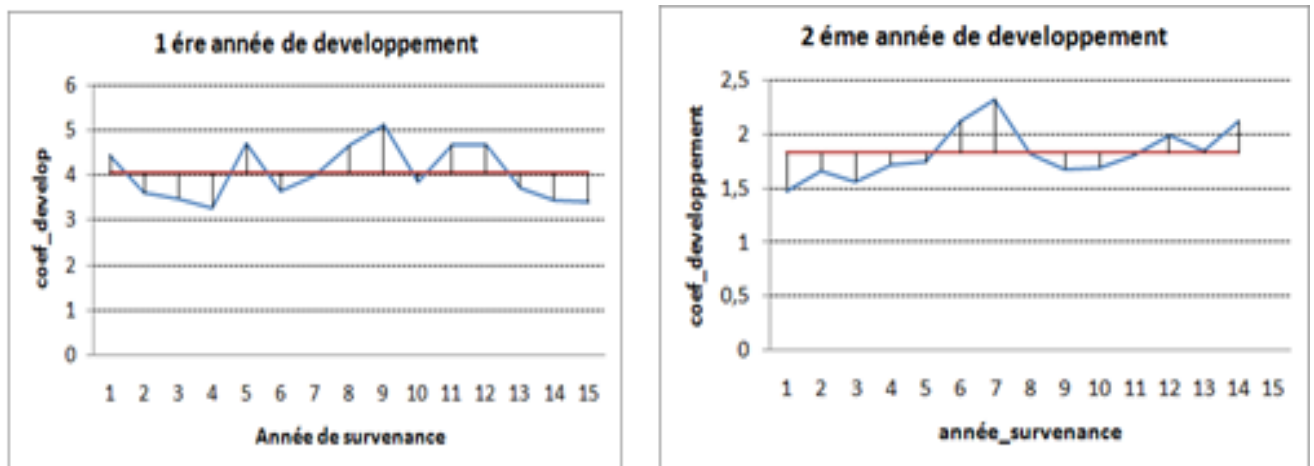 1 ére année de developpement
6
5
4
3
2
1
0
coef_develop
1 2 3 4 5 6 7 8 9 10 11 12 13 14 15
Année de survenance
2 éme année de developpement
2,5
2
1,5
1
0,5
0
coef_developpement
1 2 3 4 5 6 7 8 9 10 11 12 13 14 15
année_survenance